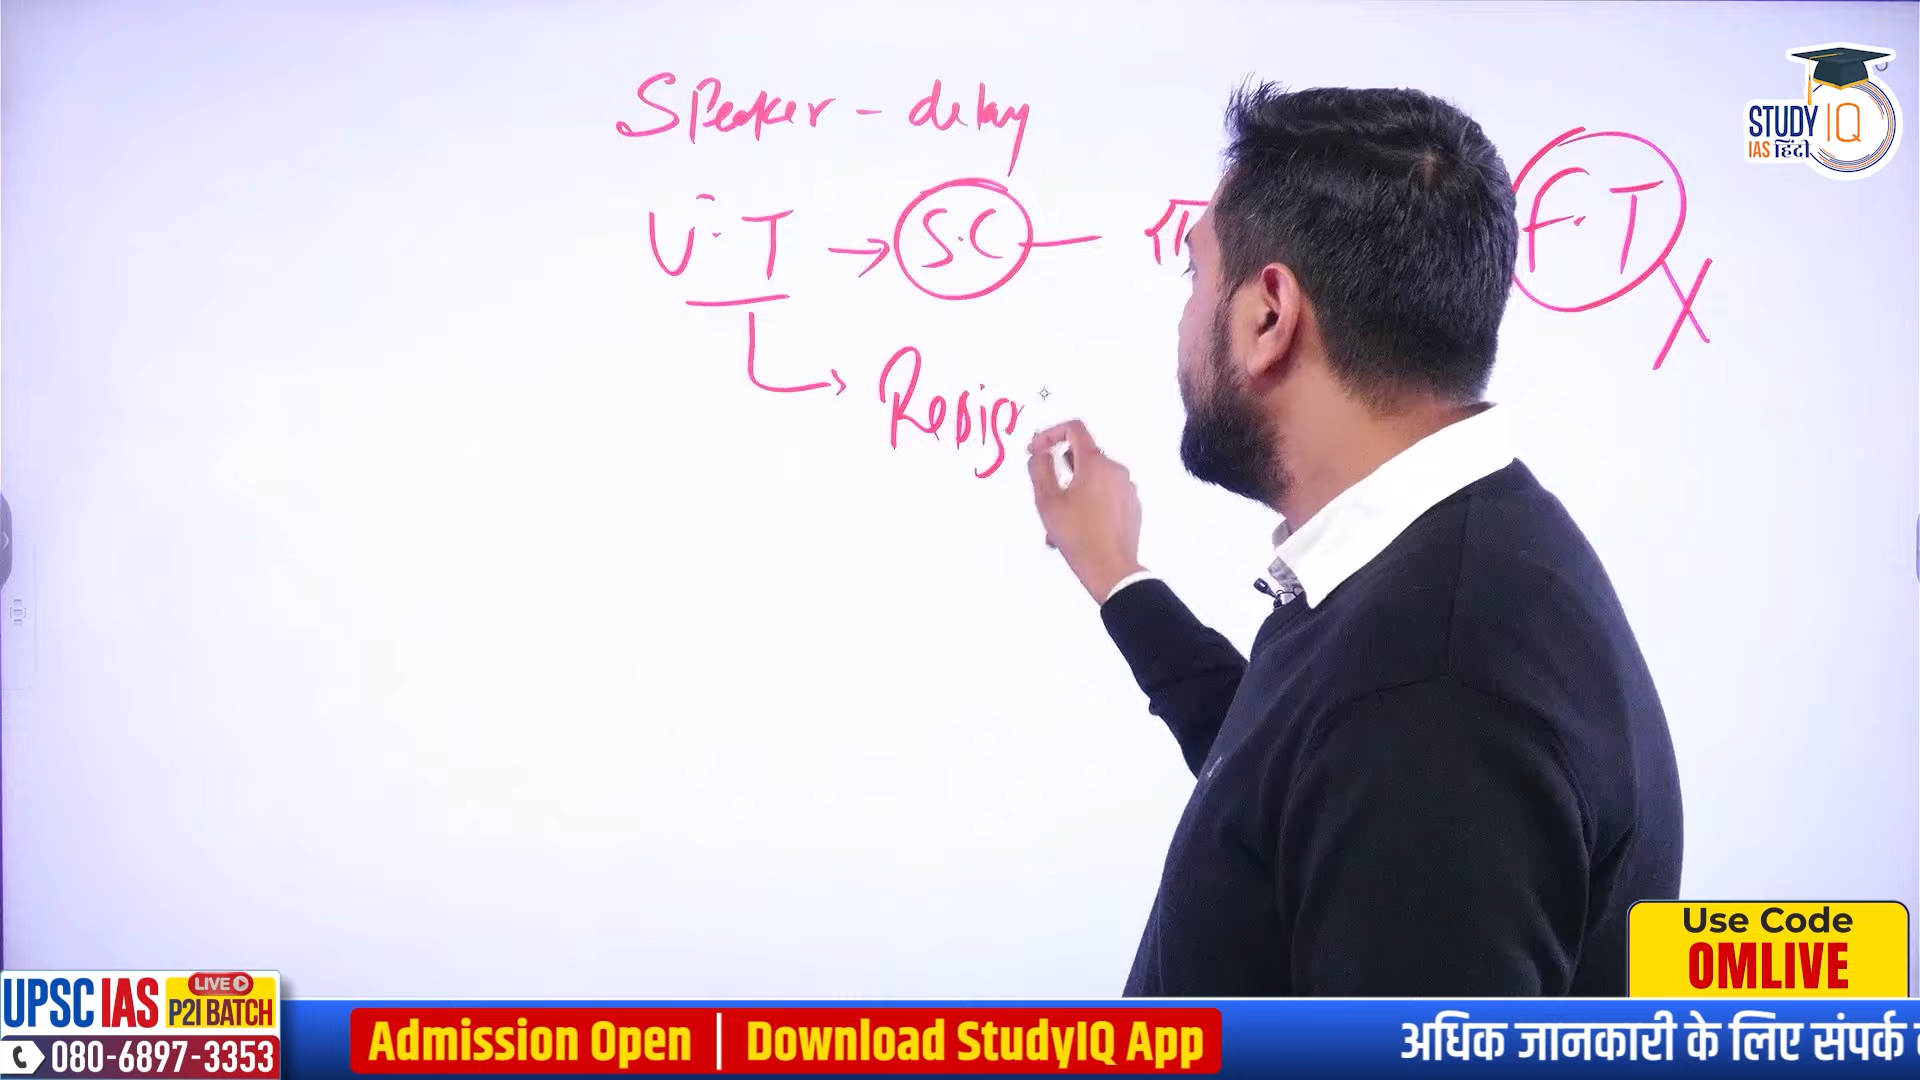 Speaker - delay
U.T → S.C —
F.T X
Resign
STUDY IQ
IAS हिंदी
Use Code
OMLIVE
UPSC IAS LIVE P2I BATCH
080-6897-3353
Admission Open | Download StudyIQ App
अधिक जानकारी के लिए संपर्क